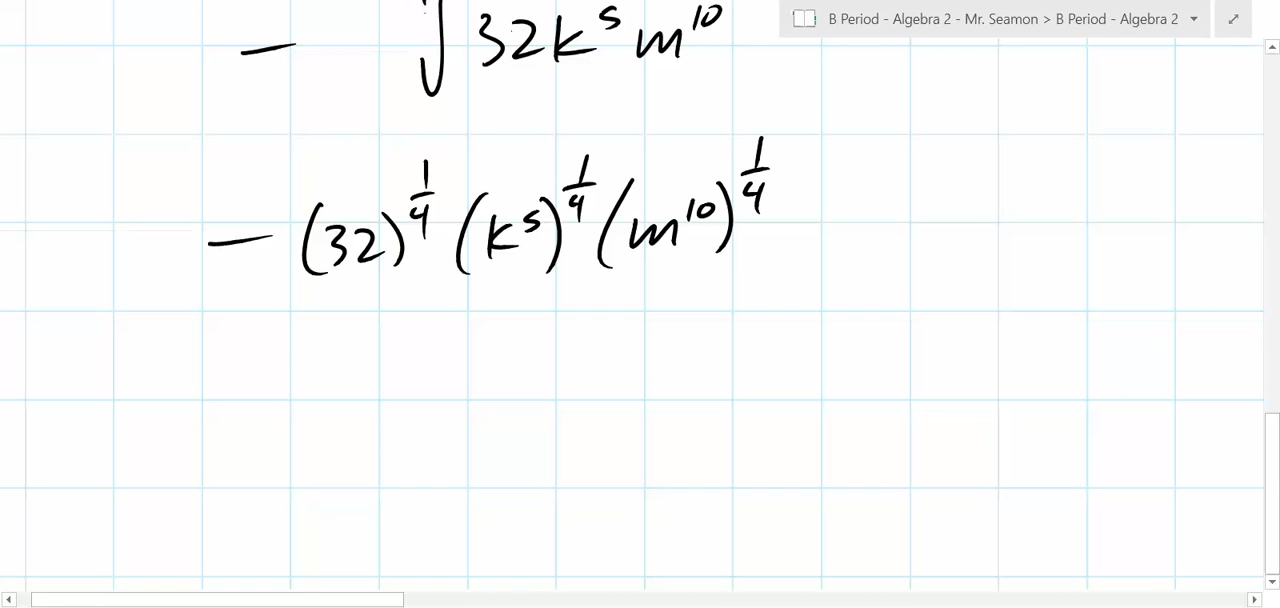 B Period - Algebra 2 - Mr. Seamon > B Period - Algebra 2
- √32k⁵m¹⁰
- (32)^(1/4) (k⁵)^(1/4) (m¹⁰)^(1/4)